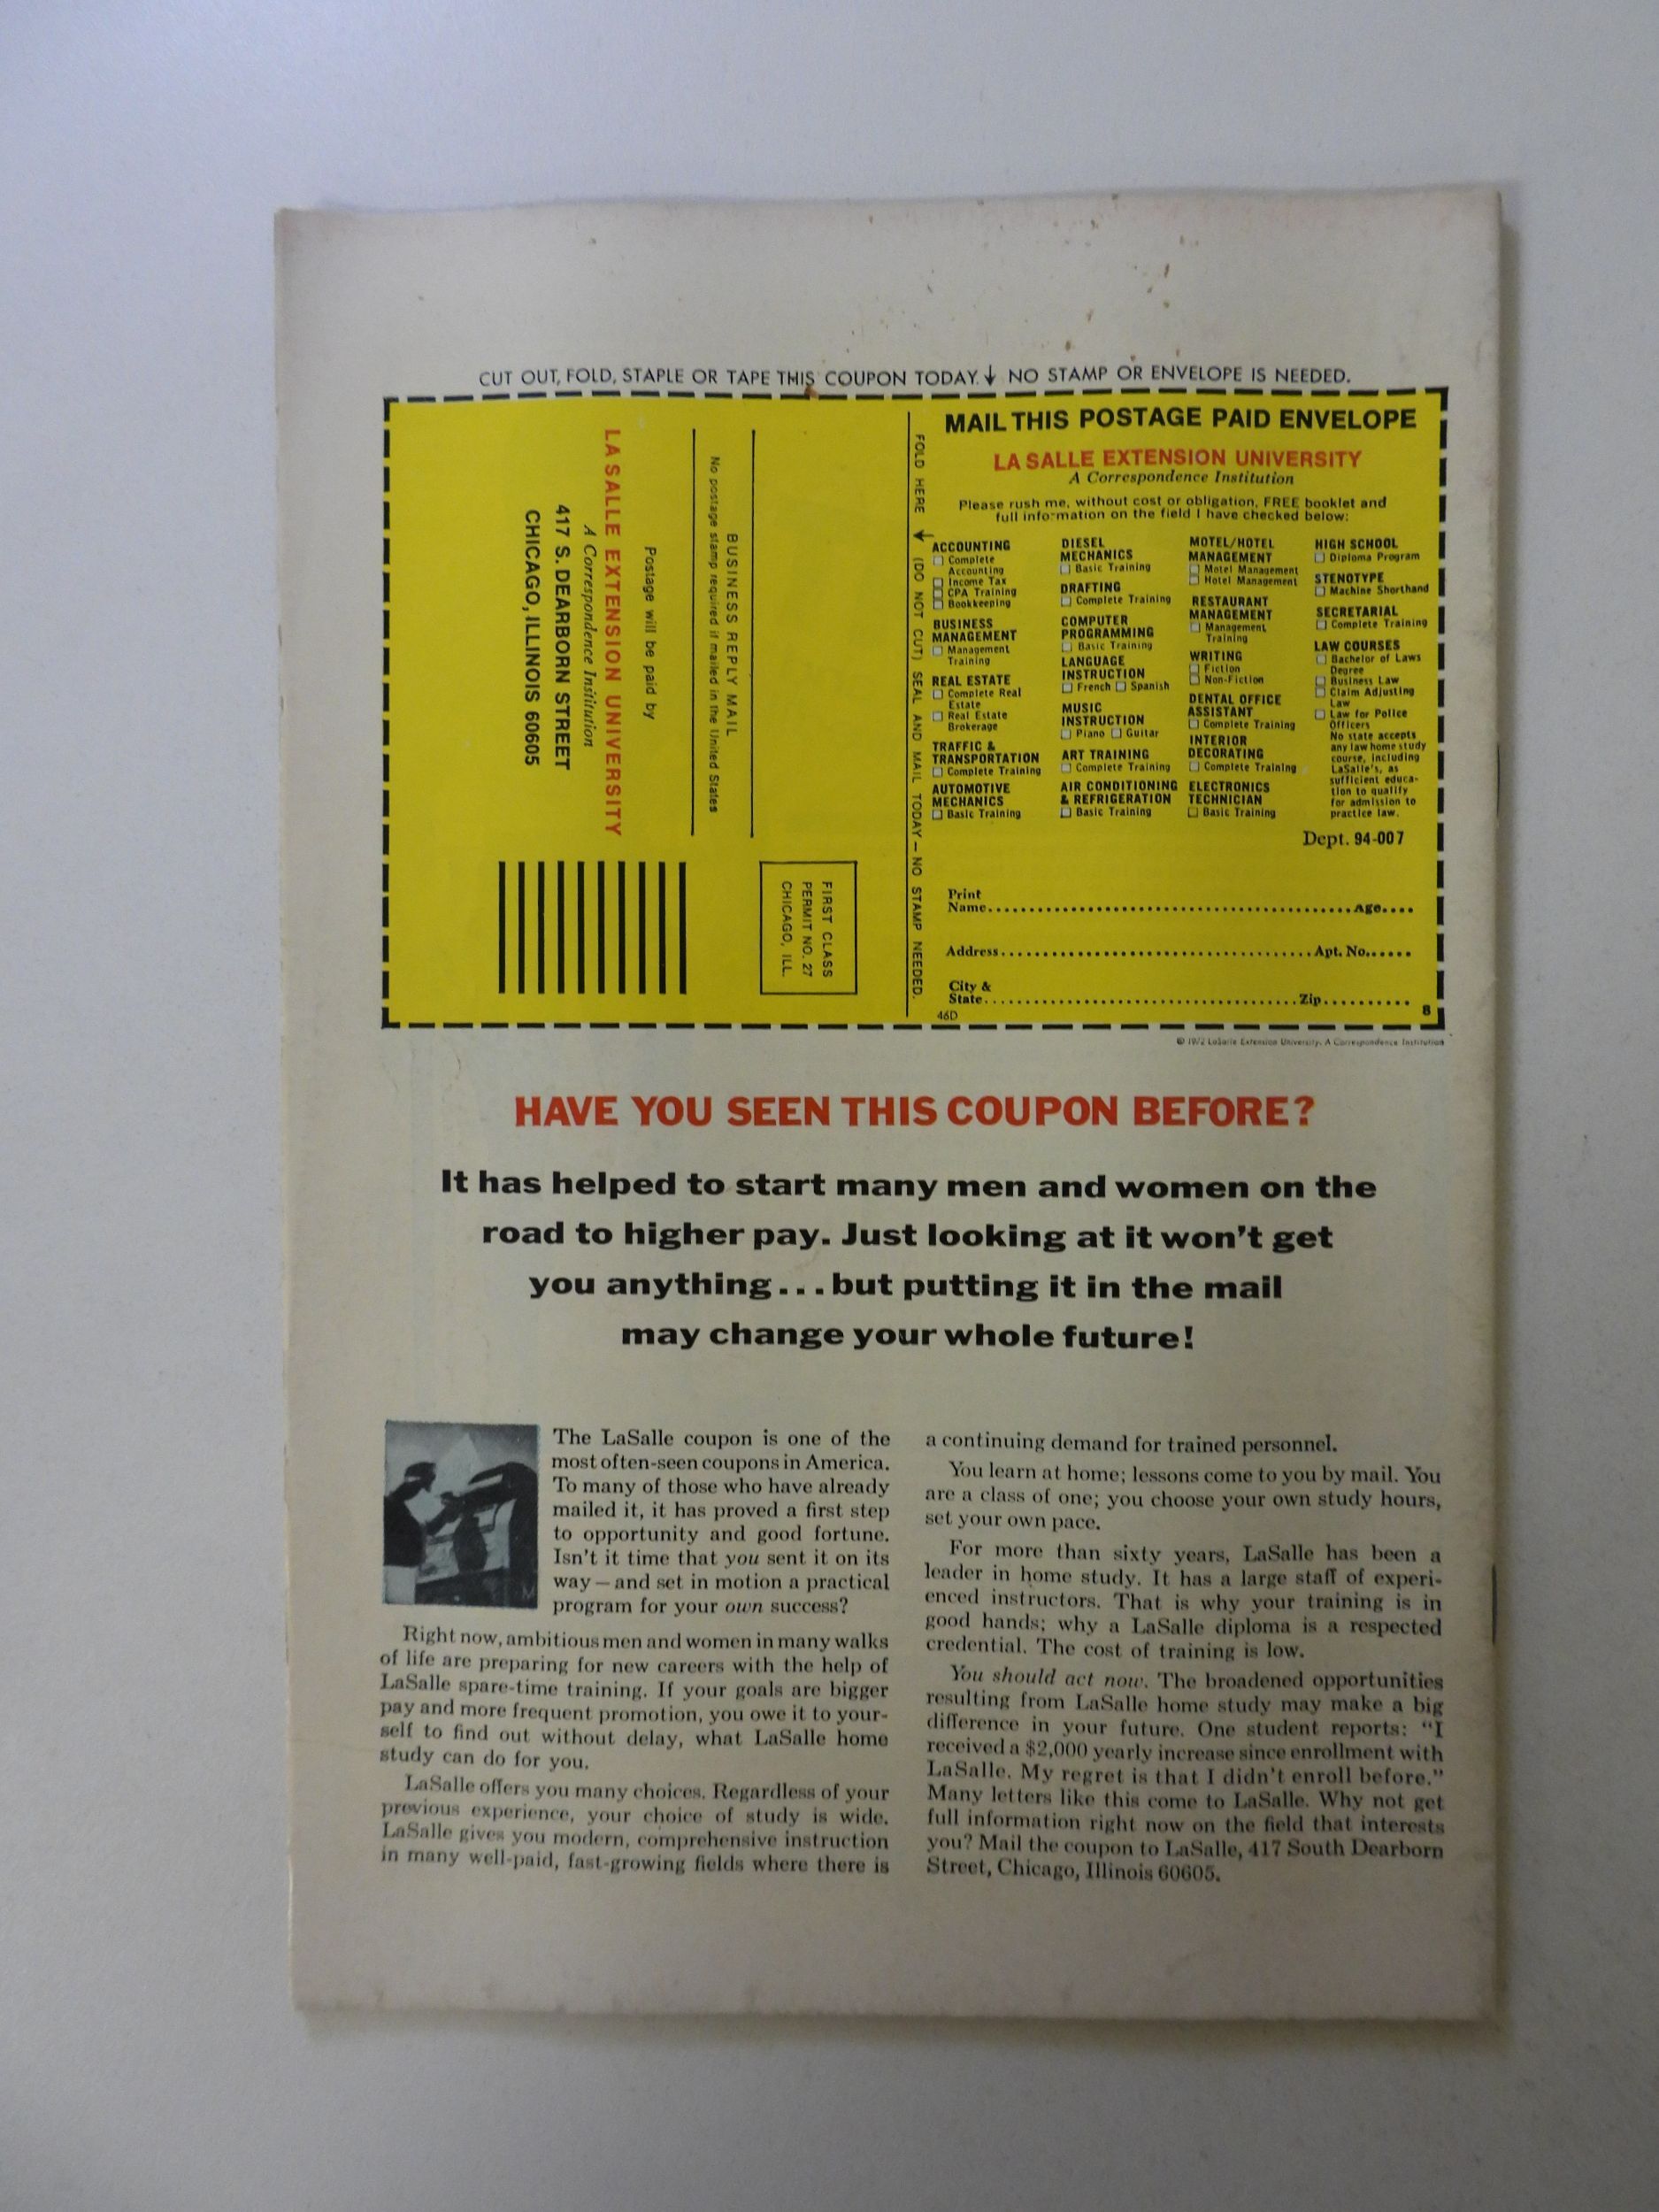 CUT OUT, FOLD, STAPLE OR TAPE THIS COUPON TODAY. ↓ NO STAMP OR ENVELOPE IS NEEDED.
FIRST CLASS
PERMIT NO. 27
CHICAGO, ILL.
BUSINESS REPLY MAIL
No postage stamp required if mailed in the United States
Postage will be paid by
LA SALLE EXTENSION UNIVERSITY
A Correspondence Institution
417 S. DEARBORN STREET
CHICAGO, ILLINOIS 60605
FOLD HERE ↓ (DO NOT CUT) SEAL AND MAIL TODAY — NO STAMP NEEDED.
MAIL THIS POSTAGE PAID ENVELOPE
LA SALLE EXTENSION UNIVERSITY
A Correspondence Institution
Please rush me, without cost or obligation, FREE booklet and
full information on the field I have checked below:
ACCOUNTING
☐ Complete
Accounting
☐ Income Tax
☐ CPA Training
☐ Bookkeeping
BUSINESS
MANAGEMENT
☐ Management
Training
REAL ESTATE
☐ Complete Real
Estate
☐ Real Estate
Brokerage
TRAFFIC &
TRANSPORTATION
☐ Complete Training
AUTOMOTIVE
MECHANICS
☐ Basic Training
DIESEL
MECHANICS
☐ Basic Training
DRAFTING
☐ Complete Training
COMPUTER
PROGRAMMING
☐ Basic Training
LANGUAGE
INSTRUCTION
☐ French ☐ Spanish
MUSIC
INSTRUCTION
☐ Piano ☐ Guitar
ART TRAINING
☐ Complete Training
AIR CONDITIONING
& REFRIGERATION
☐ Basic Training
MOTEL/HOTEL
MANAGEMENT
☐ Motel Management
☐ Hotel Management
RESTAURANT
MANAGEMENT
☐ Management
Training
WRITING
☐ Fiction
☐ Non-Fiction
DENTAL OFFICE
ASSISTANT
☐ Complete Training
INTERIOR
DECORATING
☐ Complete Training
ELECTRONICS
TECHNICIAN
☐ Basic Training
HIGH SCHOOL
☐ Diploma Program
STENOTYPE
☐ Machine Shorthand
SECRETARIAL
☐ Complete Training
LAW COURSES
☐ Bachelor of Laws
Degree
☐ Business Law
☐ Claim Adjusting
Law
☐ Law for Police
Officers
No state accepts
any law home study
course, including
LaSalle's, as
sufficient educa-
tion to qualify
for admission to
practice law.
Dept. 94-007
Print
Name.............................................Age....
Address......................................Apt. No......
City &
State......................................Zip..........
46D
8
© 1972 LaSalle Extension University, A Correspondence Institution
HAVE YOU SEEN THIS COUPON BEFORE?
It has helped to start many men and women on the
road to higher pay. Just looking at it won't get
you anything...but putting it in the mail
may change your whole future!
The LaSalle coupon is one of the
most often-seen coupons in America.
To many of those who have already
mailed it, it has proved a first step
to opportunity and good fortune.
Isn't it time that you sent it on its
way—and set in motion a practical
program for your own success?
Right now, ambitious men and women in many walks
of life are preparing for new careers with the help of
LaSalle spare-time training. If your goals are bigger
pay and more frequent promotion, you owe it to your-
self to find out without delay, what LaSalle home
study can do for you.
LaSalle offers you many choices. Regardless of your
previous experience, your choice of study is wide.
LaSalle gives you modern, comprehensive instruction
in many well-paid, fast-growing fields where there is
a continuing demand for trained personnel.
You learn at home; lessons come to you by mail. You
are a class of one; you choose your own study hours,
set your own pace.
For more than sixty years, LaSalle has been a
leader in home study. It has a large staff of experi-
enced instructors. That is why your training is in
good hands; why a LaSalle diploma is a respected
credential. The cost of training is low.
You should act now. The broadened opportunities
resulting from LaSalle home study may make a big
difference in your future. One student reports: "I
received a $2,000 yearly increase since enrollment with
LaSalle. My regret is that I didn't enroll before."
Many letters like this come to LaSalle. Why not get
full information right now on the field that interests
you? Mail the coupon to LaSalle, 417 South Dearborn
Street, Chicago, Illinois 60605.